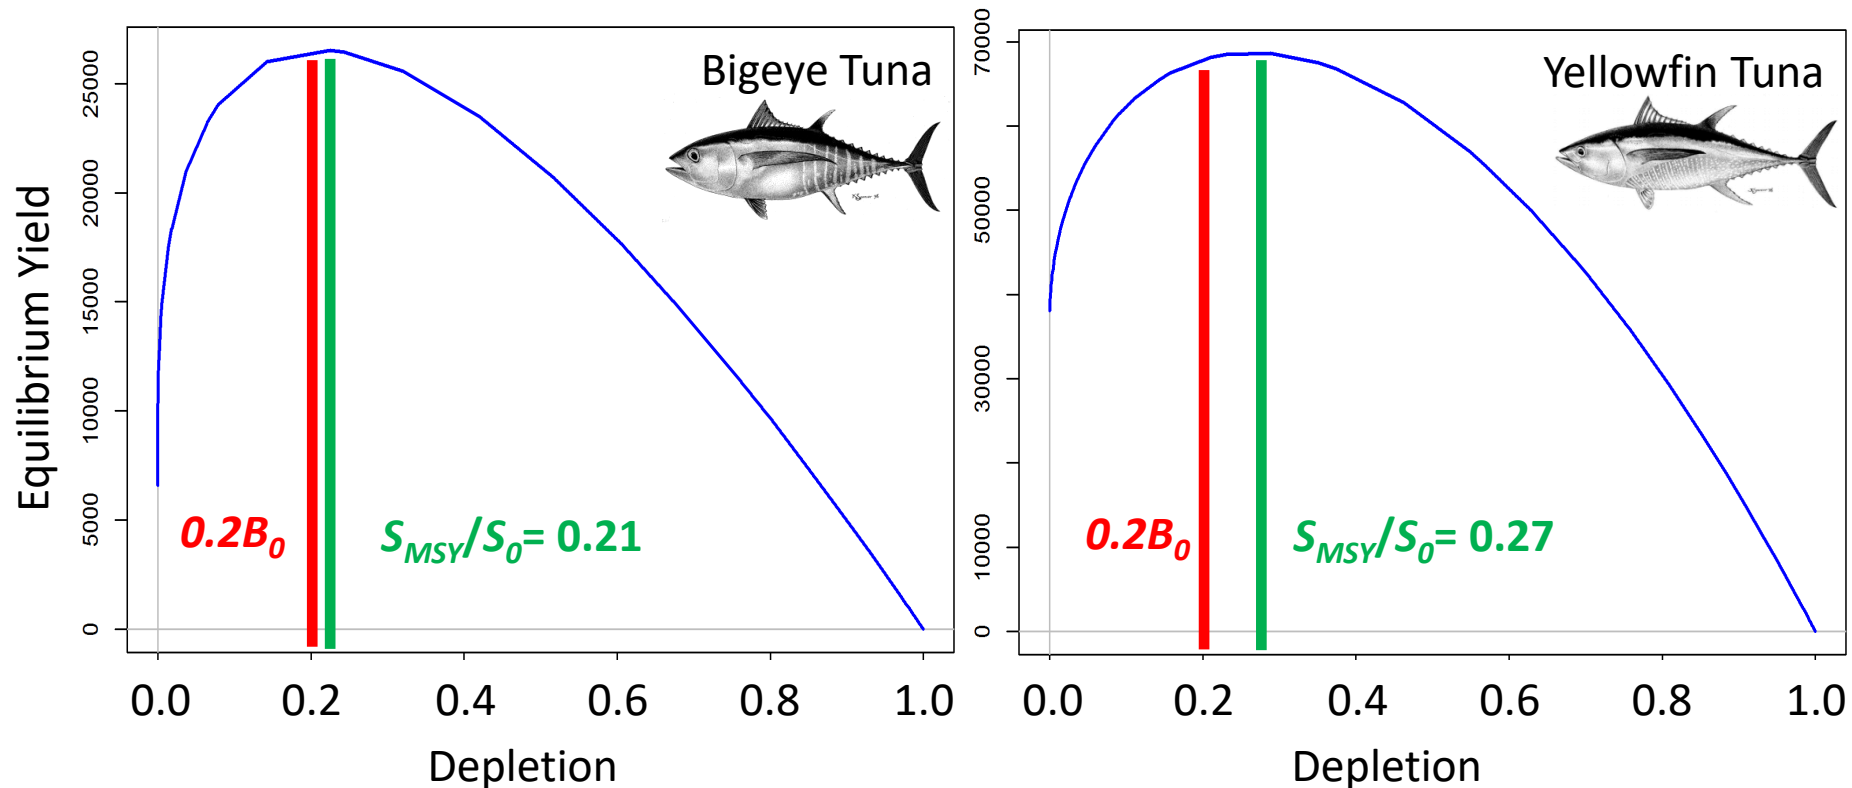 Bigeye Tuna
Equilibrium Yield
25000
20000
15000
10000
5000
0
0.2B0
SMSY/S0= 0.21
0.0 0.2 0.4 0.6 0.8 1.0
Depletion
Yellowfin Tuna
70000
50000
30000
10000
0
0.2B0
SMSY/S0= 0.27
0.0 0.2 0.4 0.6 0.8 1.0
Depletion